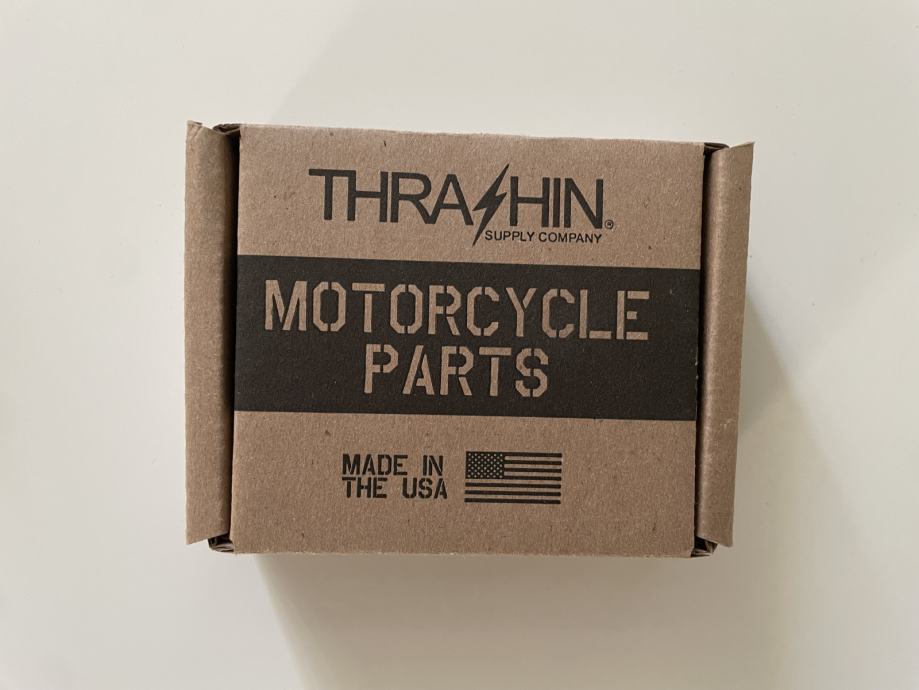 THRASHIN®
SUPPLY COMPANY
MOTORCYCLE
PARTS
MADE IN
THE USA